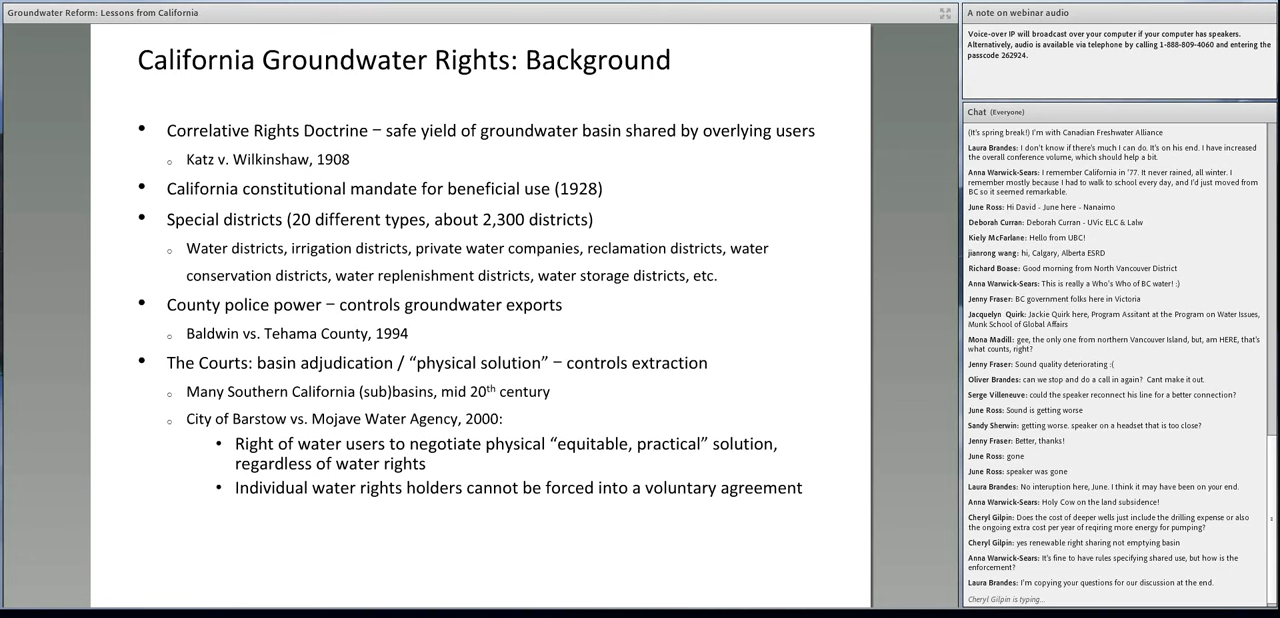 Groundwater Reform: Lessons from California
California Groundwater Rights: Background
• Correlative Rights Doctrine – safe yield of groundwater basin shared by overlying users
o Katz v. Wilkinshaw, 1908
• California constitutional mandate for beneficial use (1928)
• Special districts (20 different types, about 2,300 districts)
o Water districts, irrigation districts, private water companies, reclamation districts, water
conservation districts, water replenishment districts, water storage districts, etc.
• County police power – controls groundwater exports
o Baldwin vs. Tehama County, 1994
• The Courts: basin adjudication / “physical solution” – controls extraction
o Many Southern California (sub)basins, mid 20th century
o City of Barstow vs. Mojave Water Agency, 2000:
• Right of water users to negotiate physical “equitable, practical” solution,
regardless of water rights
• Individual water rights holders cannot be forced into a voluntary agreement
A note on webinar audio
Voice-over IP will broadcast over your computer if your computer has speakers.
Alternatively, audio is available via telephone by calling 1-888-809-4060 and entering the
passcode 262924.
Chat (Everyone)
(It's spring break!) I'm with Canadian Freshwater Alliance
Laura Brandes: I don't know if there's much I can do. It's on his end. I have increased
the overall conference volume, which should help a bit.
Anna Warwick-Sears: I remember California in '77. It never rained, all winter. I
remember mostly because I had to walk to school every day, and I'd just moved from
BC so it seemed remarkable.
June Ross: Hi David - June here - Nanaimo
Deborah Curran: Deborah Curran - UVic ELC & Lalw
Kiely McFarlane: Hello from UBC!
jianrong wang: hi, Calgary, Alberta ESRD
Richard Boase: Good morning from North Vancouver District
Anna Warwick-Sears: This is really a Who's Who of BC water! :)
Jenny Fraser: BC government folks here in Victoria
Jacquelyn Quirk: Jackie Quirk here, Program Assitant at the Program on Water Issues,
Munk School of Global Affairs
Mona Madill: gee, the only one from northern Vancouver Island, but, am HERE, that's
what counts, right?
Jenny Fraser: Sound quality deteriorating :(
Oliver Brandes: can we stop and do a call in again? Cant make it out.
Serge Villeneuve: could the speaker reconnect his line for a better connection?
June Ross: Sound is getting worse
Sandy Sherwin: getting worse. speaker on a headset that is too close?
Jenny Fraser: Better, thanks!
June Ross: gone
June Ross: speaker was gone
Laura Brandes: No interuption here, June. I think it may have been on your end.
Anna Warwick-Sears: Holy Cow on the land subsidence!
Cheryl Gilpin: Does the cost of deeper wells just include the drilling expense or also
the ongoing extra cost per year of reqiring more energy for pumping?
Cheryl Gilpin: yes renewable right sharing not emptying basin
Anna Warwick-Sears: It's fine to have rules specifying shared use, but how is the
enforcement?
Laura Brandes: I'm copying your questions for our discussion at the end.
Cheryl Gilpin is typing...